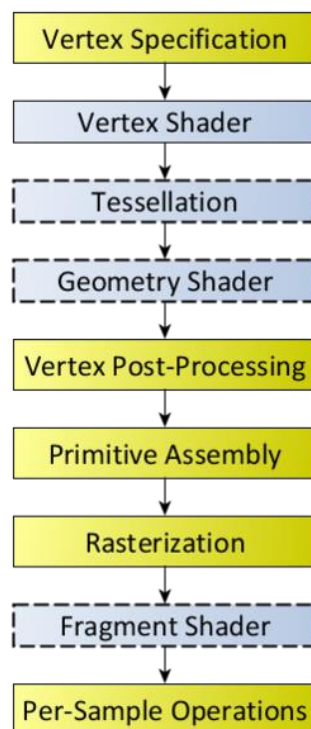 Vertex Specification
Vertex Shader
Tessellation
Geometry Shader
Vertex Post-Processing
Primitive Assembly
Rasterization
Fragment Shader
Per-Sample Operations